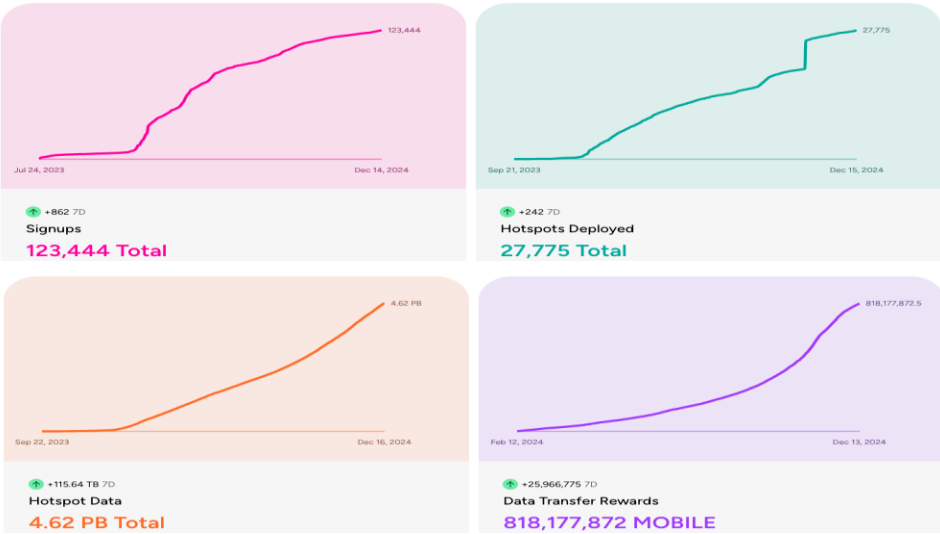 123,444
Jul 24, 2023 Dec 14, 2024
+862 7D
Signups
123,444 Total
27,775
Sep 21, 2023 Dec 15, 2024
+242 7D
Hotspots Deployed
27,775 Total
4.62 PB
Sep 22, 2023 Dec 16, 2024
+115.64 TB 7D
Hotspot Data
4.62 PB Total
818,177,872.5
Feb 12, 2024 Dec 13, 2024
+25,966,775 7D
Data Transfer Rewards
818,177,872 MOBILE